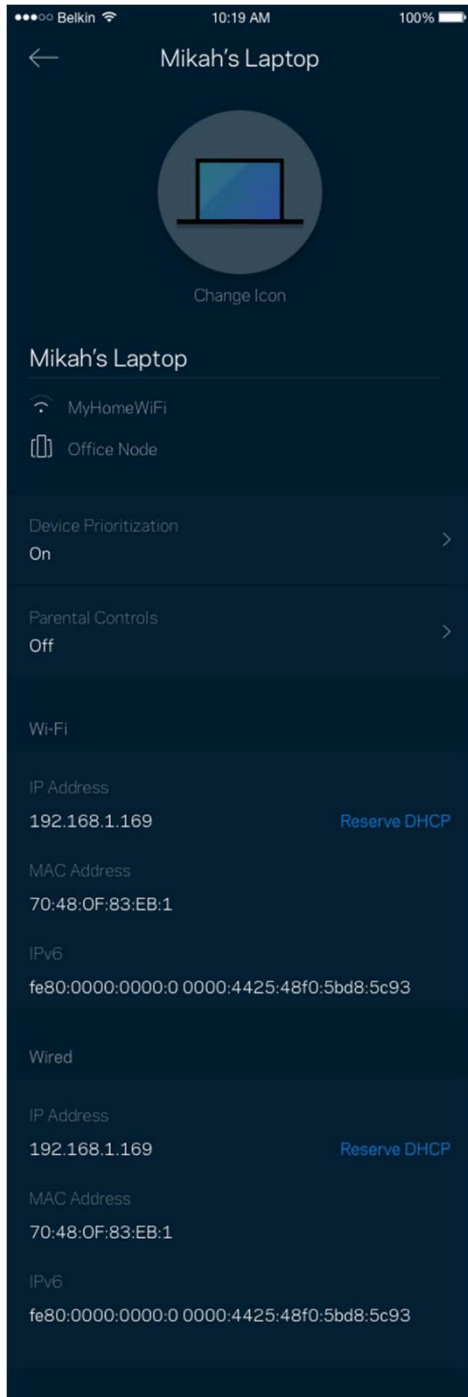 Belkin 10:19 AM 100%
Mikah's Laptop
Change Icon
Mikah's Laptop
MyHomeWiFi
Office Node
Device Prioritization
On
Parental Controls
Off
Wi-Fi
IP Address
192.168.1.169 Reserve DHCP
MAC Address
70:48:0F:83:EB:1
IPv6
fe80:0000:0000:0 0000:4425:48f0:5bd8:5c93
Wired
IP Address
192.168.1.169 Reserve DHCP
MAC Address
70:48:0F:83:EB:1
IPv6
fe80:0000:0000:0 0000:4425:48f0:5bd8:5c93